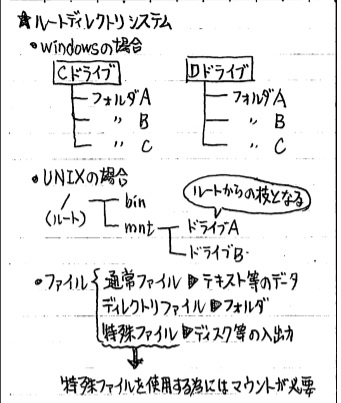 ★ルートディレクトリシステム
•Windowsの場合
Cドライブ Dドライブ
フォルダA フォルダA
〃 B 〃 B
〃 C 〃 C
•UNIXの場合
ルートからの枝となる
/ bin
(ルート) mnt ドライブA
ドライブB
•ファイル 通常ファイル ▶ テキスト等のデータ
ディレクトリファイル ▶ フォルダ
特殊ファイル ▶ ディスク等の入出力
特殊ファイルを使用する為にはマウントが必要